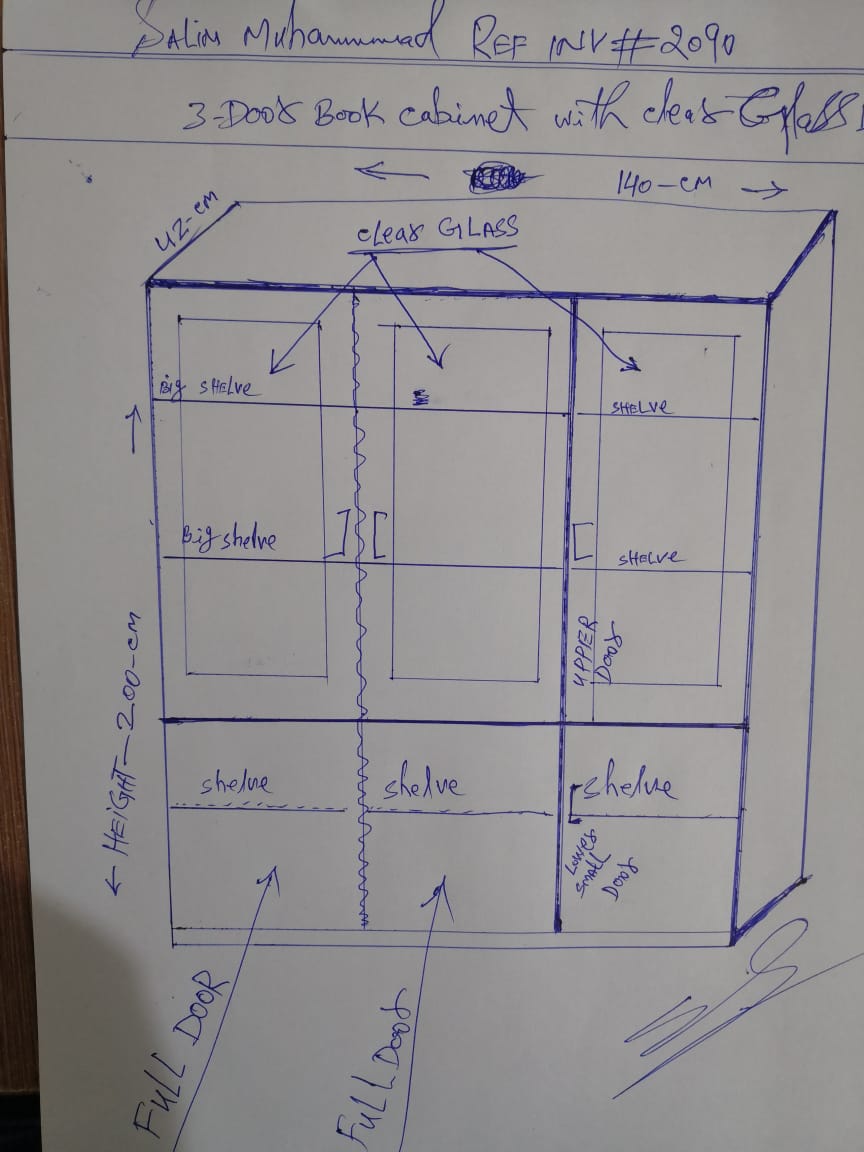 SALIM MUHAMMAD REF INV#2090
3-DOOR BOOK cabinet with clear GLASS
140-CM
42-CM
clear GLASS
Big SHELVE
SHELVE
Big shelve
SHELVE
UPPER
Door
HEIGHT-200-CM
shelve shelve shelve
LOWER
SMALL
Door
FULL DOOR
FULL Door